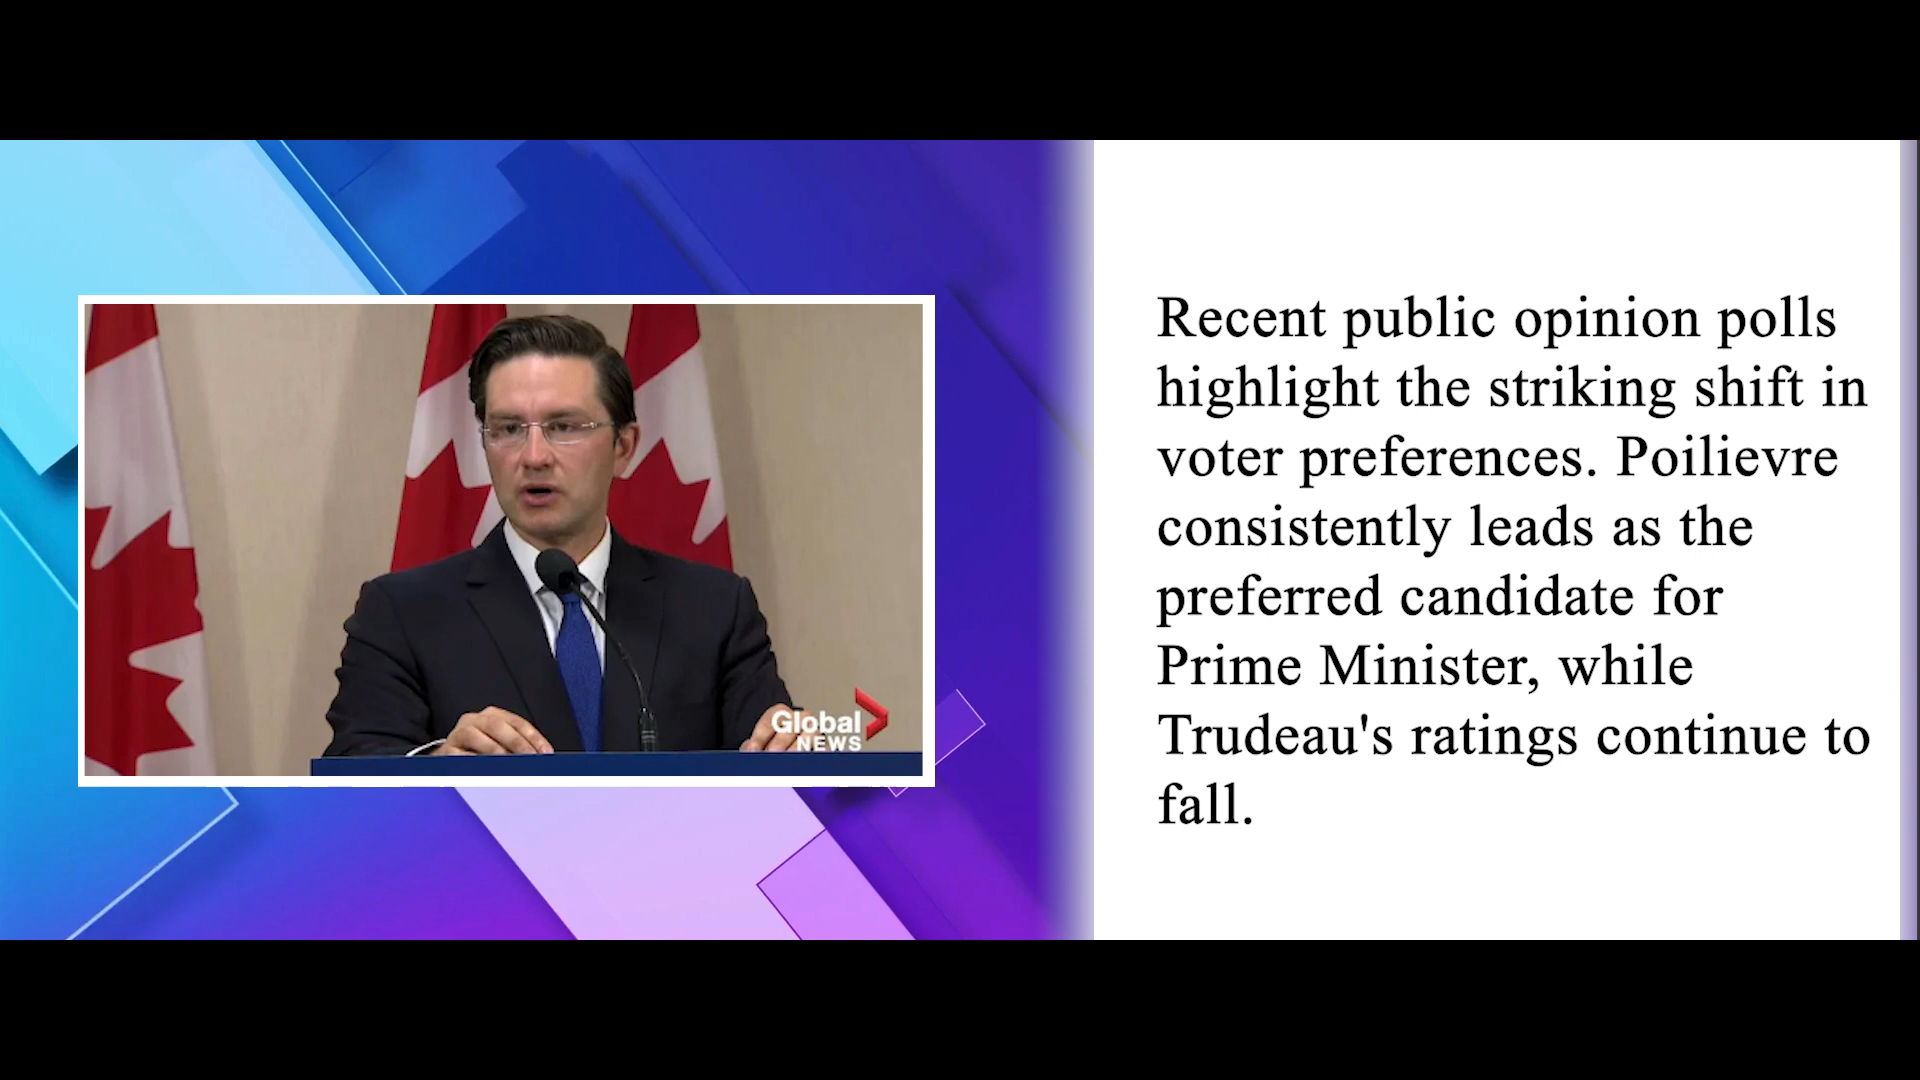 Global
NEWS
Recent public opinion polls
highlight the striking shift in
voter preferences. Poilievre
consistently leads as the
preferred candidate for
Prime Minister, while
Trudeau's ratings continue to
fall.